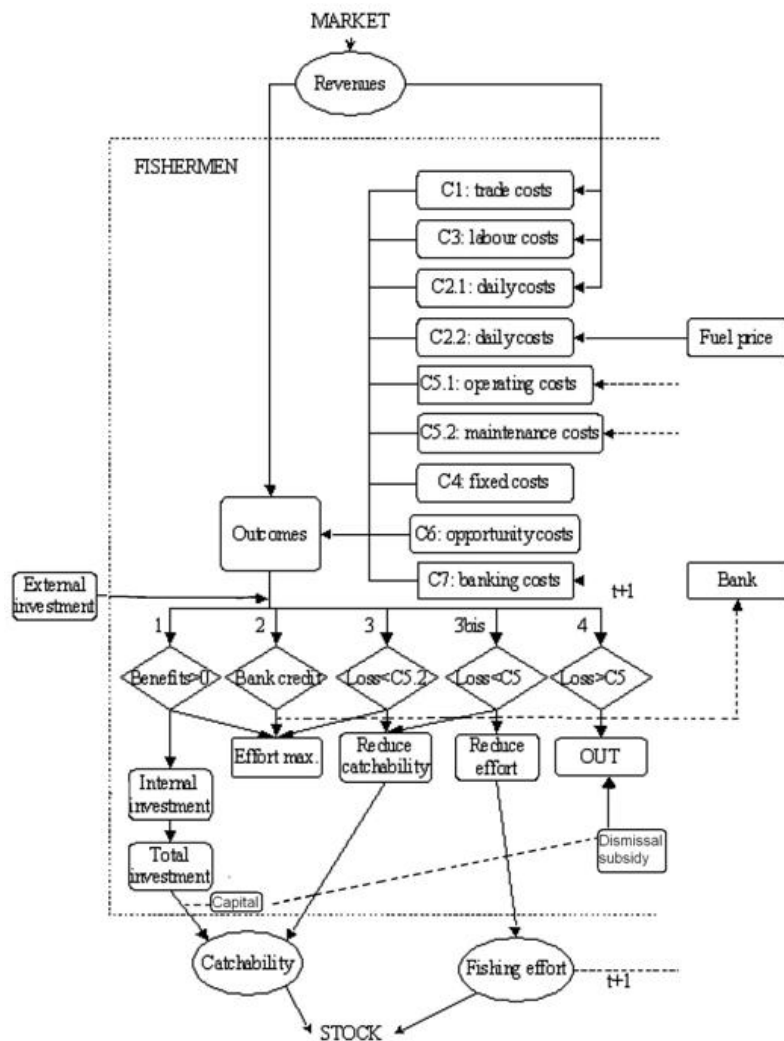 MARKET
Revenues
FISHERMEN
C1: trade costs
C3: labour costs
C2.1: daily costs
C2.2: daily costs
Fuel price
C5.1: operating costs
C5.2: maintenance costs
C4: fixed costs
Outcomes
C6: opportunity costs
External
investment
C7: banking costs
t+1
Bank
1
2
3
3bis
4
Benefits>0
Bank credit
Loss<C5.2
Loss<C5
Loss>C5
Effort max.
Reduce
catchability
Reduce
effort
OUT
Internal
investment
Dismissal
subsidy
Total
investment
Capital
Catchability
Fishing effort
t+1
STOCK